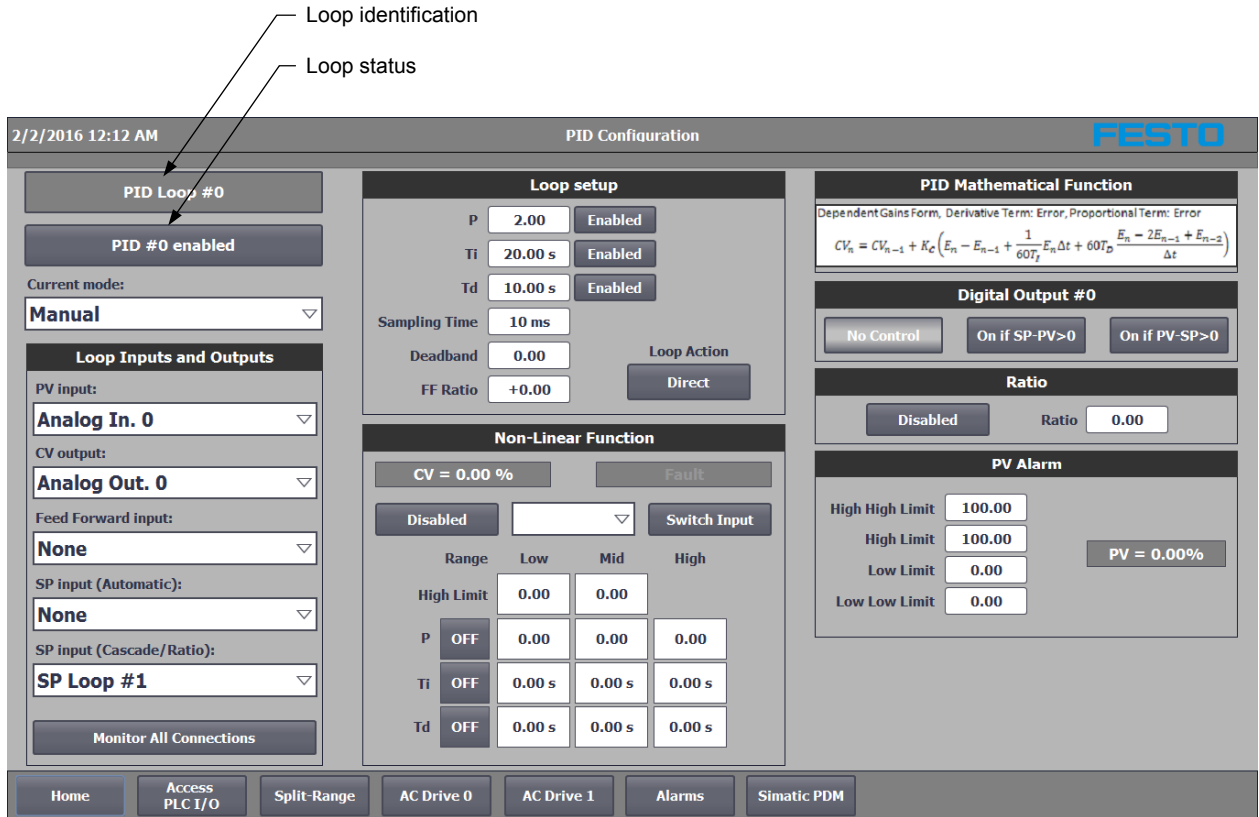 Loop identification
Loop status
2/2/2016 12:12 AM
PID Configuration
FESTO
PID Loop #0
PID #0 enabled
Current mode:
Manual
Loop Inputs and Outputs
PV input:
Analog In. 0
CV output:
Analog Out. 0
Feed Forward input:
None
SP input (Automatic):
None
SP input (Cascade/Ratio):
SP Loop #1
Monitor All Connections
Loop setup
P 2.00 Enabled
Ti 20.00 s Enabled
Td 10.00 s Enabled
Sampling Time 10 ms
Deadband 0.00 Loop Action
FF Ratio +0.00 Direct
Non-Linear Function
CV = 0.00 % Fault
Disabled Switch Input
Range Low Mid High
High Limit 0.00 0.00
P OFF 0.00 0.00 0.00
Ti OFF 0.00 s 0.00 s 0.00 s
Td OFF 0.00 s 0.00 s 0.00 s
PID Mathematical Function
Dependent Gains Form, Derivative Term: Error, Proportional Term: Error
CVₙ = CVₙ₋₁ + K_C(Eₙ − Eₙ₋₁ + 1/60T_I EₙΔt + 60T_D (Eₙ − 2Eₙ₋₁ + Eₙ₋₂)/Δt)
Digital Output #0
No Control On if SP-PV>0 On if PV-SP>0
Ratio
Disabled Ratio 0.00
PV Alarm
High High Limit 100.00
High Limit 100.00
Low Limit 0.00
Low Low Limit 0.00
PV = 0.00%
Home
Access PLC I/O
Split-Range
AC Drive 0
AC Drive 1
Alarms
Simatic PDM